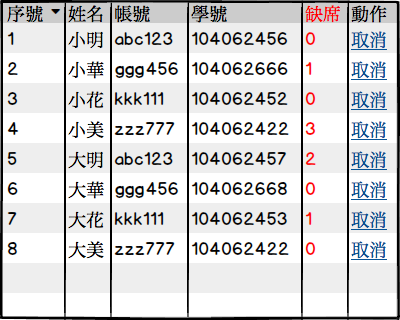 序號 姓名 帳號 學號 缺席 動作
1 小明 abc123 104062456 0 取消
2 小華 ggg456 104062666 1 取消
3 小花 kkk111 104062452 0 取消
4 小美 zzz777 104062422 3 取消
5 大明 abc123 104062457 2 取消
6 大華 ggg456 104062668 0 取消
7 大花 kkk111 104062453 1 取消
8 大美 zzz777 104062422 0 取消